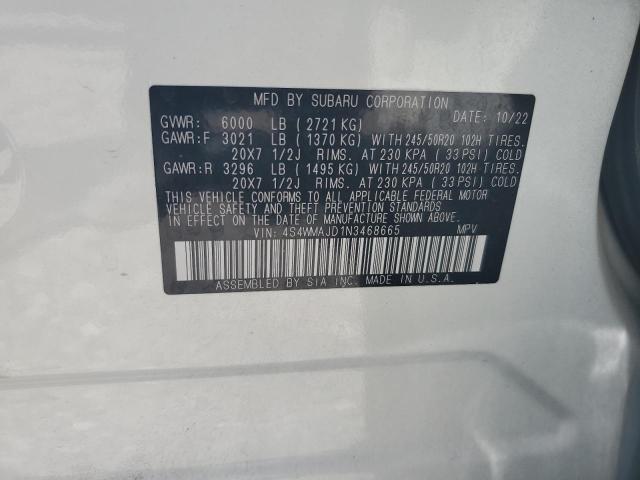 MFD BY SUBARU CORPORATION DATE: 10/22
GVWR: 6000 LB (2721 KG)
GAWR:F 3021 LB (1370 KG) WITH 245/50R20 102H TIRES.
20X7 1/2J RIMS. AT 230 KPA (33 PSI) COLD
GAWR:R 3296 LB (1495 KG) WITH 245/50R20 102H TIRES.
20X7 1/2J RIMS. AT 230 KPA (33 PSI) COLD
THIS VEHICLE CONFORMS TO ALL APPLICABLE FEDERAL MOTOR
VEHICLE SAFETY AND THEFT PREVENTION STANDARDS
IN EFFECT ON THE DATE OF MANUFACTURE SHOWN ABOVE.
VIN: 4S4WMAJD1N3468665 MPV
ASSEMBLED BY SIA INC. MADE IN U.S.A.